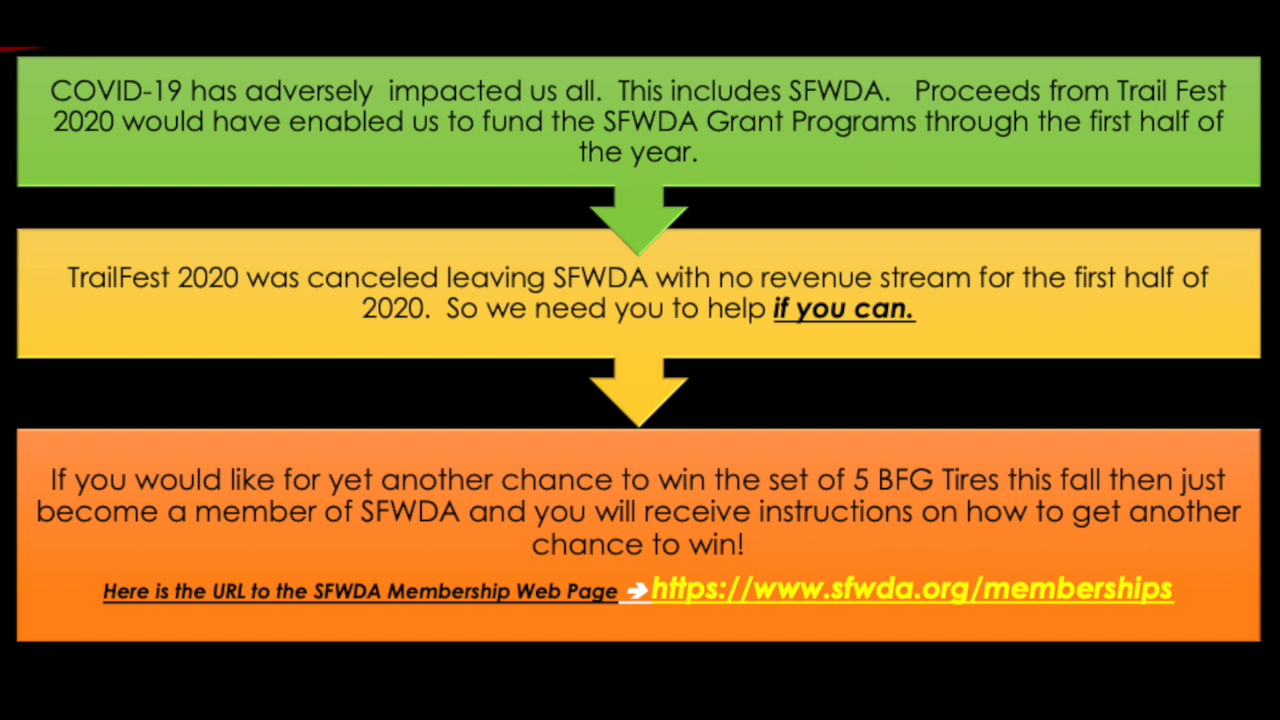 COVID-19 has adversely  impacted us all.  This includes SFWDA.   Proceeds from Trail Fest
2020 would have enabled us to fund the SFWDA Grant Programs through the first half of
the year.
TrailFest 2020 was canceled leaving SFWDA with no revenue stream for the first half of
2020.  So we need you to help if you can.
If you would like for yet another chance to win the set of 5 BFG Tires this fall then just
become a member of SFWDA and you will receive instructions on how to get another
chance to win!
Here is the URL to the SFWDA Membership Web Page ➔https://www.sfwda.org/memberships